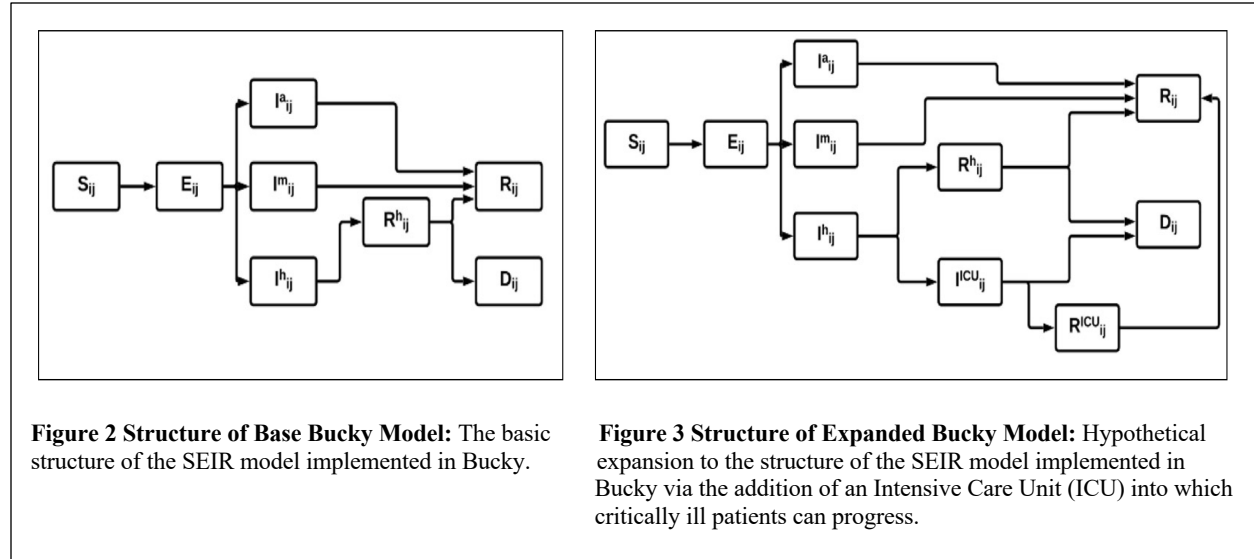 Iᵃij
Sij
Eij
Iᵐij
Rij
Rʰij
Iʰij
Dij
Iᵃij
Rij
Sij
Eij
Iᵐij
Rʰij
Dij
Iʰij
Iᴵᶜᵁij
Rᴵᶜᵁij
Figure 2 Structure of Base Bucky Model: The basic
structure of the SEIR model implemented in Bucky.
Figure 3 Structure of Expanded Bucky Model: Hypothetical
expansion to the structure of the SEIR model implemented in
Bucky via the addition of an Intensive Care Unit (ICU) into which
critically ill patients can progress.